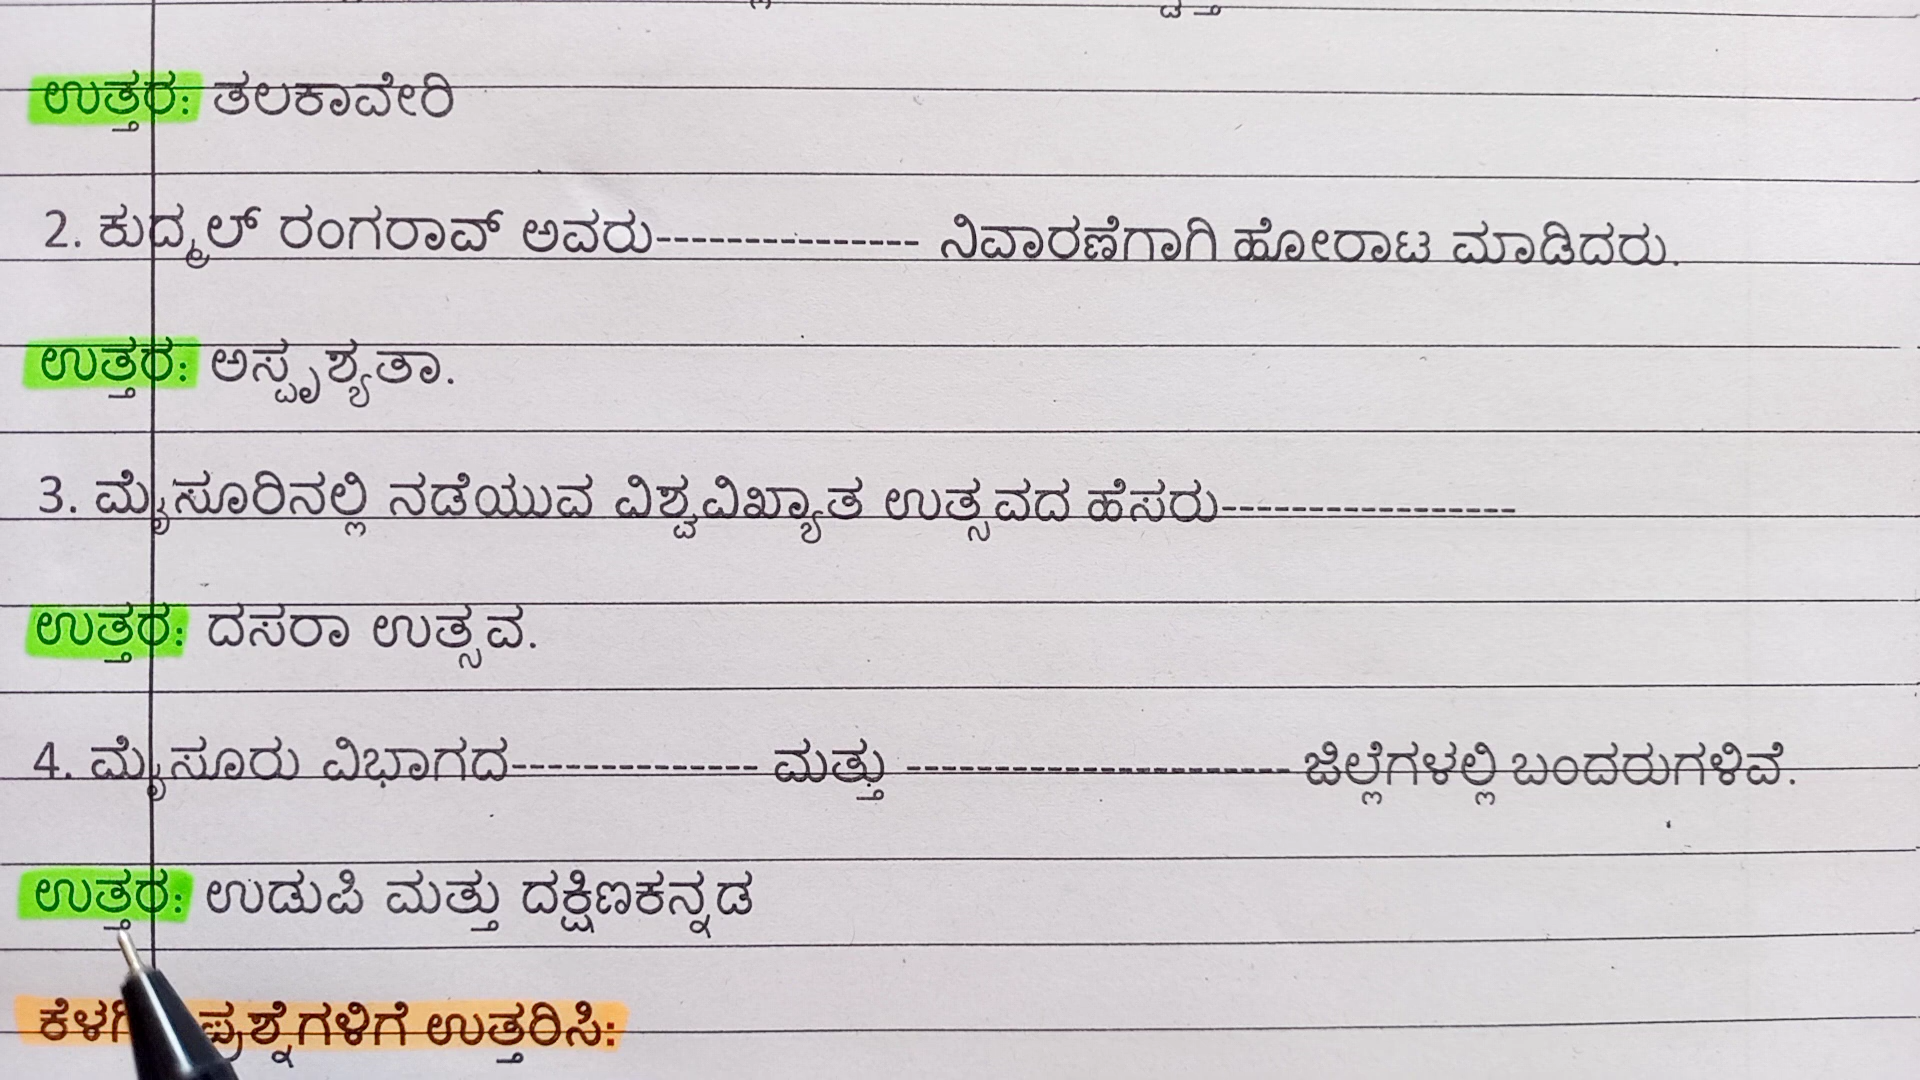 ಉತ್ತರ: ತಲಕಾವೇರಿ
2. ಕುದ್ಮಲ್ ರಂಗರಾವ್ ಅವರು--------------- ನಿವಾರಣೆಗಾಗಿ ಹೋರಾಟ ಮಾಡಿದರು.
ಉತ್ತರ: ಅಸ್ಪೃಶ್ಯತಾ.
3. ಮೈಸೂರಿನಲ್ಲಿ ನಡೆಯುವ ವಿಶ್ವವಿಖ್ಯಾತ ಉತ್ಸವದ ಹೆಸರು-----------------
ಉತ್ತರ: ದಸರಾ ಉತ್ಸವ.
4. ಮೈಸೂರು ವಿಭಾಗದ-------------- ಮತ್ತು ---------------------- ಜಿಲ್ಲೆಗಳಲ್ಲಿ ಬಂದರುಗಳಿವೆ.
ಉತ್ತರ: ಉಡುಪಿ ಮತ್ತು ದಕ್ಷಿಣಕನ್ನಡ
ಪ್ರಶ್ನೆಗಳಿಗೆ ಉತ್ತರಿಸಿ: